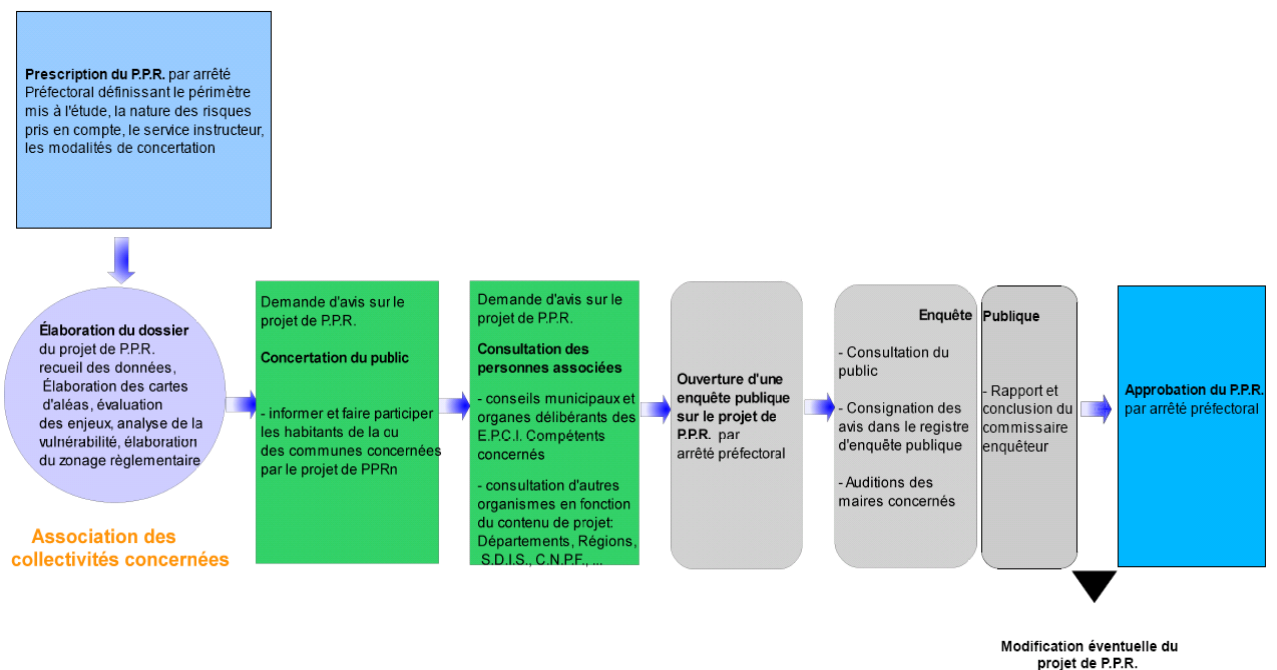 Prescription du P.P.R. par arrêté
Préfectoral définissant le périmètre
mis à l'étude, la nature des risques
pris en compte, le service instructeur,
les modalités de concertation
Élaboration du dossier
du projet de P.P.R.
recueil des données,
Élaboration des cartes
d'aléas, évaluation
des enjeux, analyse de la
vulnérabilité, élaboration
du zonage règlementaire
Association des
collectivités concernées
Demande d'avis sur le
projet de P.P.R.
Concertation du public
- informer et faire participer
les habitants de la cu
des communes concernées
par le projet de PPRn
Demande d'avis sur le
projet de P.P.R.
Consultation des
personnes associées
- conseils municipaux et
organes délibérants des
E.P.C.I. Compétents
concernés
- consultation d'autres
organismes en fonction
du contenu de projet:
Départements, Régions,
S.D.I.S., C.N.P.F., ...
Ouverture d'une
enquête publique
sur le projet de
P.P.R. par
arrêté préfectoral
Enquête Publique
- Consultation du
public
- Consignation des
avis dans le registre
d'enquête publique
- Auditions des
maires concernés
- Rapport et
conclusion du
commissaire
enquêteur
Approbation du P.P.R.
par arrêté préfectoral
Modification éventuelle du
projet de P.P.R.